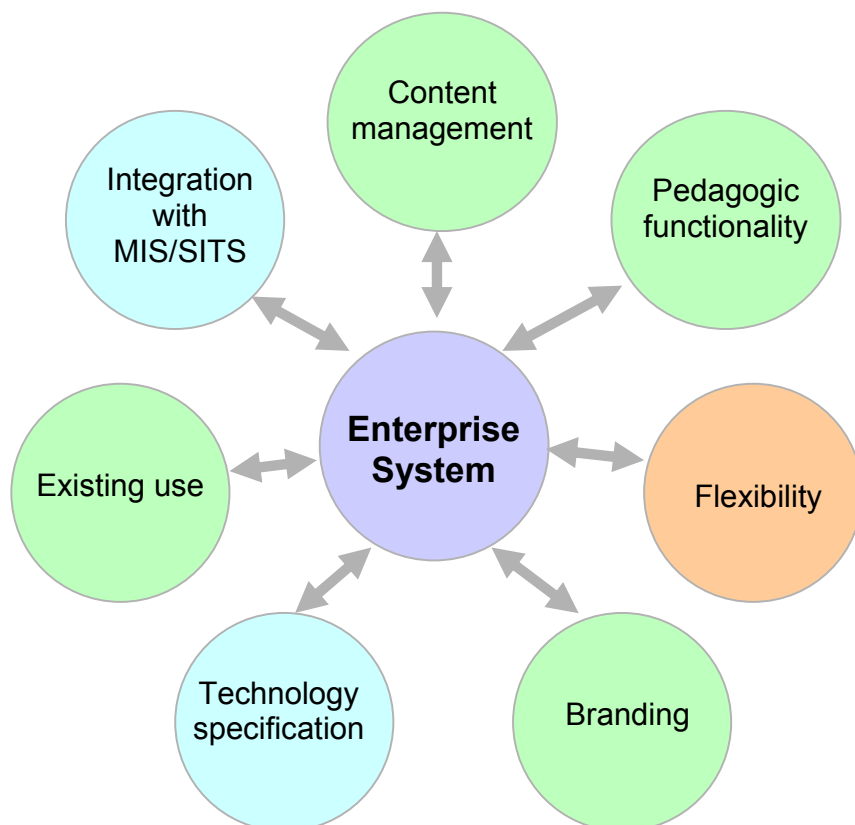 Content
management
Integration
with
MIS/SITS
Pedagogic
functionality
Enterprise
System
Existing use
Flexibility
Technology
specification
Branding